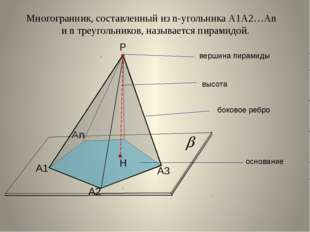 Многогранник, составленный из n-угольника А1А2…Аn
и n треугольников, называется пирамидой.
P
вершина пирамиды
высота
боковое ребро
Аn
β
H
основание
А1
А3
А2